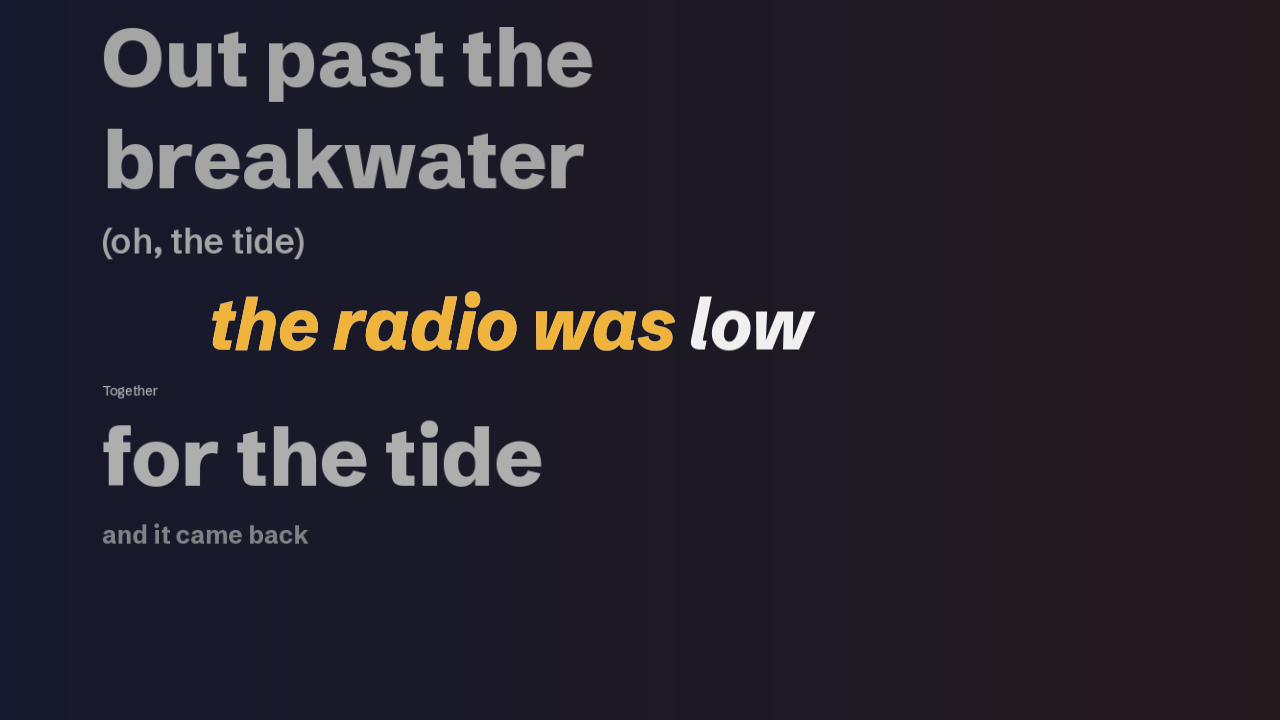 Out past the
breakwater
(oh, the tide)
the radio was low
Together
for the tide
and it came back